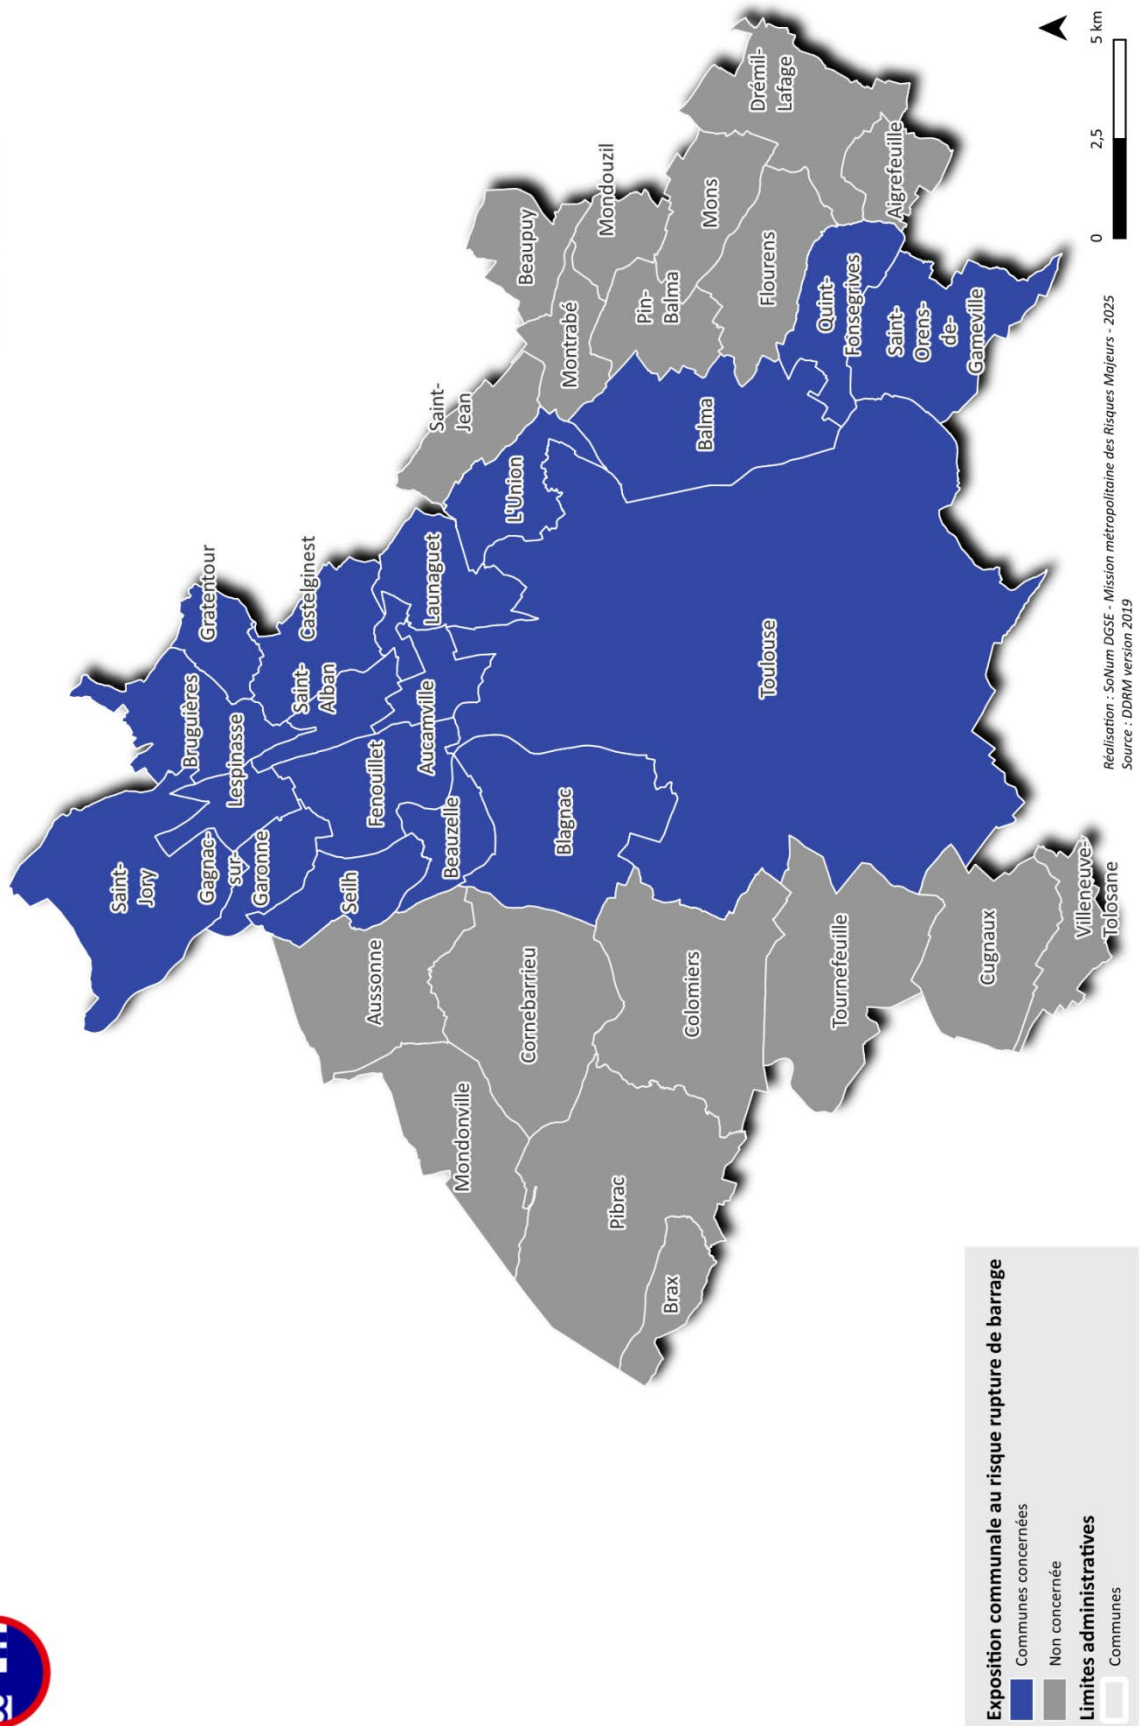 Saint-
Jory
Bruguières
Gratentour
Lespinasse
Gagnac-
sur-
Garonne
Saint-
Alban
Castelginest
Seilh
Fenouillet
Aucamville
Launaguet
Saint-
Jean
Beauzelle
L'Union
Beaupuy
Aussonne
Mondonville
Cornebarrieu
Blagnac
Montrabé
Mondouzil
Pin-
Balma
Mons
Balma
Pibrac
Brax
Colomiers
Toulouse
Flourens
Drémil-
Lafage
Quint-
Fonsegrives
Aigrefeuille
Saint-
Orens-
de-
Gameville
Tournefeuille
Cugnaux
Villeneuve-
Tolosane
Exposition communale au risque rupture de barrage
Communes concernées
Non concernée
Limites administratives
Communes
0 2,5 5 km
Réalisation : SoNum DGSE - Mission métropolitaine des Risques Majeurs - 2025
Source : DDRM version 2019